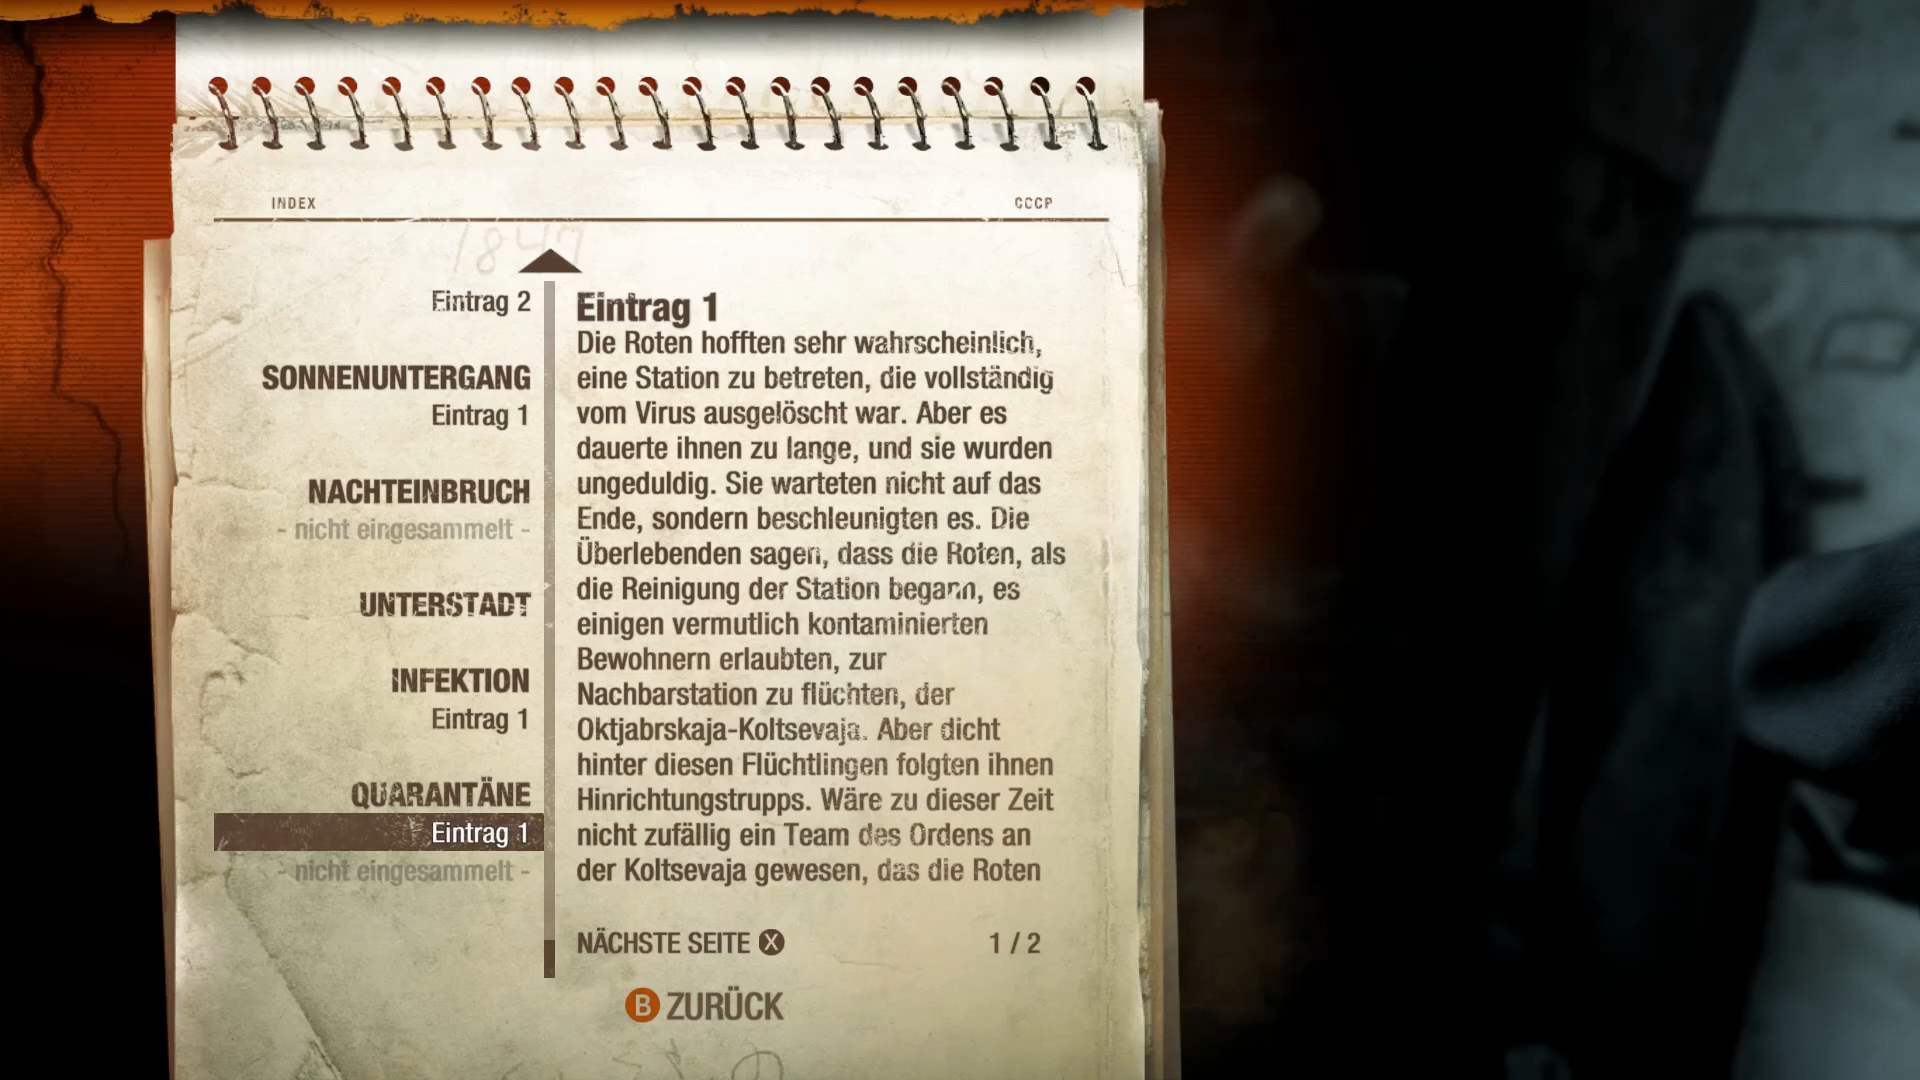 INDEX
CCCP
1847
Eintrag 2
SONNENUNTERGANG
Eintrag 1
NACHTEINBRUCH
- nicht eingesammelt -
UNTERSTADT
INFEKTION
Eintrag 1
QUARANTÄNE
Eintrag 1
- nicht eingesammelt -
Eintrag 1
Die Roten hofften sehr wahrscheinlich,
eine Station zu betreten, die vollständig
vom Virus ausgelöscht war. Aber es
dauerte ihnen zu lange, und sie wurden
ungeduldig. Sie warteten nicht auf das
Ende, sondern beschleunigten es. Die
Überlebenden sagen, dass die Roten, als
die Reinigung der Station begann, es
einigen vermutlich kontaminierten
Bewohnern erlaubten, zur
Nachbarstation zu flüchten, der
Oktjabrskaja-Koltsevaja. Aber dicht
hinter diesen Flüchtlingen folgten ihnen
Hinrichtungstrupps. Wäre zu dieser Zeit
nicht zufällig ein Team des Ordens an
der Koltsevaja gewesen, das die Roten
NÄCHSTE SEITE X
1 / 2
B ZURÜCK